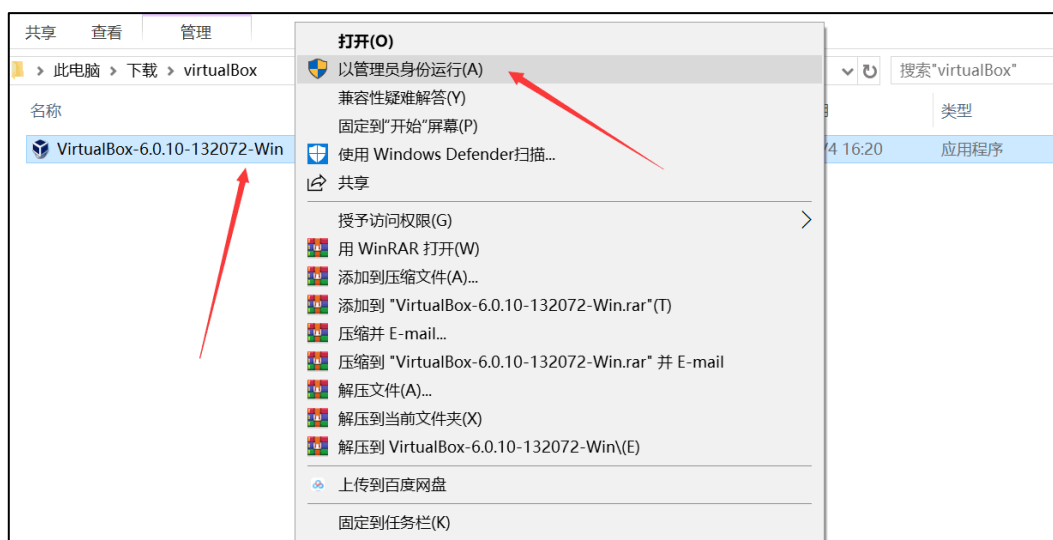 共享 查看 管理
此电脑 > 下载 > virtualBox
搜索"virtualBox"
名称
类型
VirtualBox-6.0.10-132072-Win
/4 16:20
应用程序
打开(O)
以管理员身份运行(A)
兼容性疑难解答(Y)
固定到"开始"屏幕(P)
使用 Windows Defender扫描...
共享
授予访问权限(G)
用 WinRAR 打开(W)
添加到压缩文件(A)...
添加到 "VirtualBox-6.0.10-132072-Win.rar"(T)
压缩并 E-mail...
压缩到 "VirtualBox-6.0.10-132072-Win.rar" 并 E-mail
解压文件(A)...
解压到当前文件夹(X)
解压到 VirtualBox-6.0.10-132072-Win\(E)
上传到百度网盘
固定到任务栏(K)